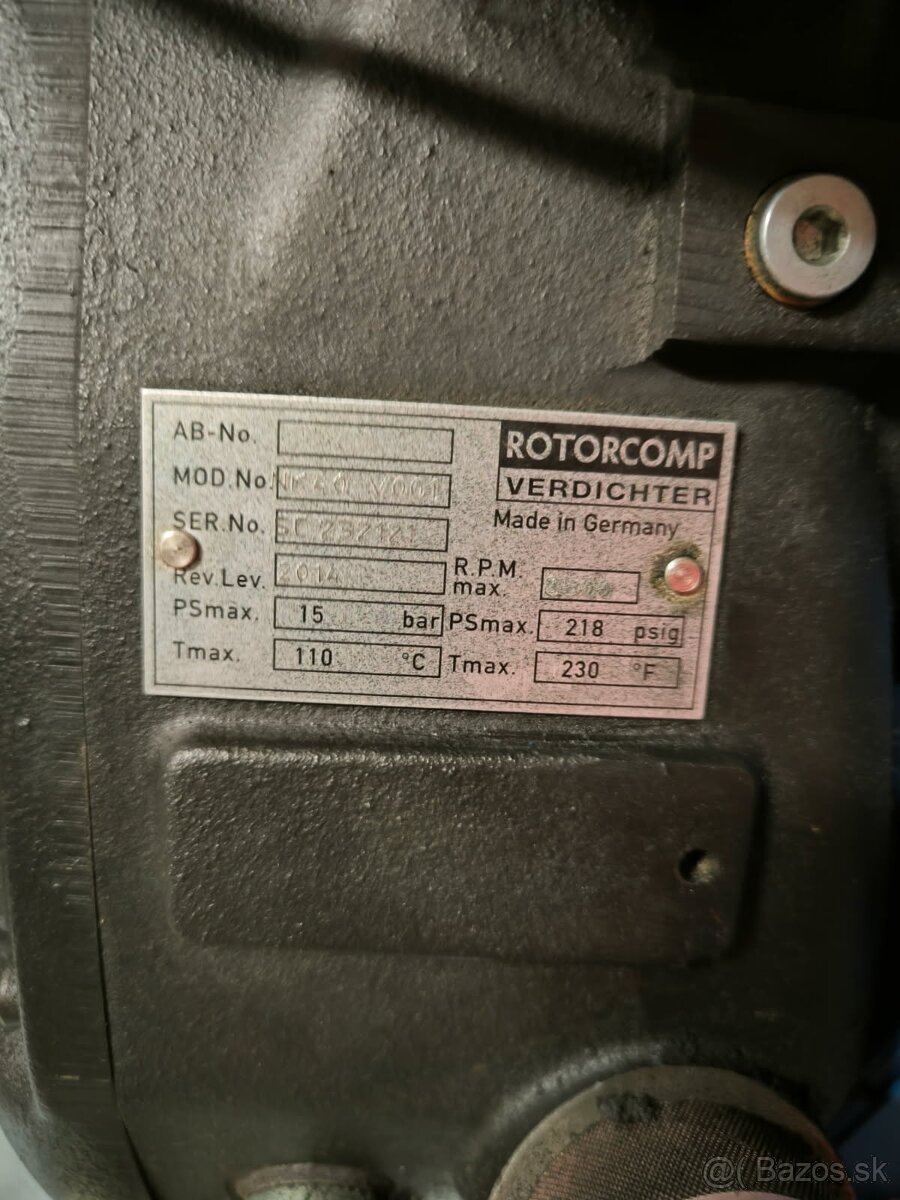 AB-No.
ROTORCOMP
VERDICHTER
Made in Germany
MOD.No.
SER.No.
Rev.Lev. 2014
R.P.M. max.
PSmax. 15 bar PSmax. 218 psig
Tmax. 110 °C Tmax. 230 °F
@( Bazos.sk